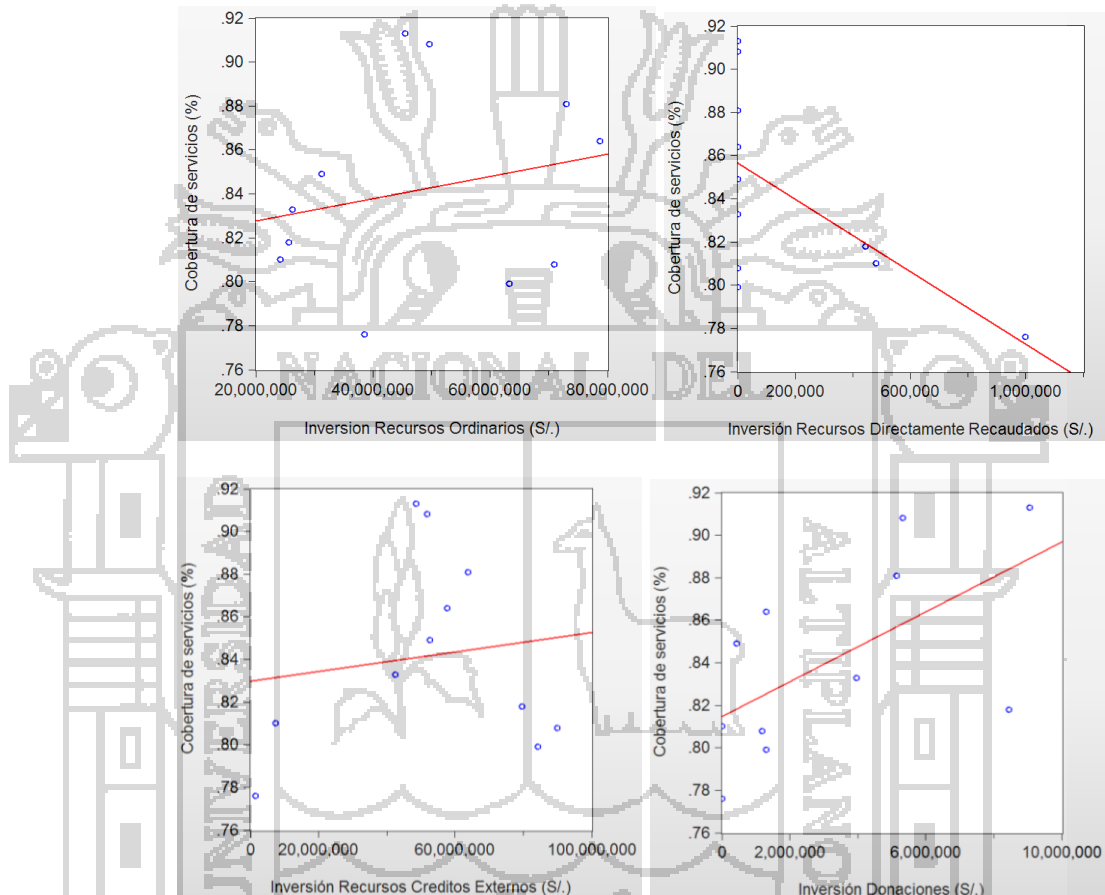 .92
.90
.88
.86
.84
.82
.80
.78
.76
Cobertura de servicios (%)
20,000,000 40,000,000 60,000,000 80,000,000
Inversion Recursos Ordinarios (S/.)
.92
.90
.88
.86
.84
.82
.80
.78
.76
Cobertura de servicios (%)
0 200,000 600,000 1,000,000
Inversión Recursos Directamente Recaudados (S/.)
NACIONAL DEL
.92
.90
.88
.86
.84
.82
.80
.78
.76
Cobertura de servicios (%)
0 20,000,000 60,000,000 100,000,000
Inversión Recursos Creditos Externos (S/.)
UNIVERSIDAD
.92
.90
.88
.86
.84
.82
.80
.78
.76
Cobertura de servicios (%)
0 2,000,000 6,000,000 10,000,000
Inversión Donaciones (S/.)
ALTIPLANO